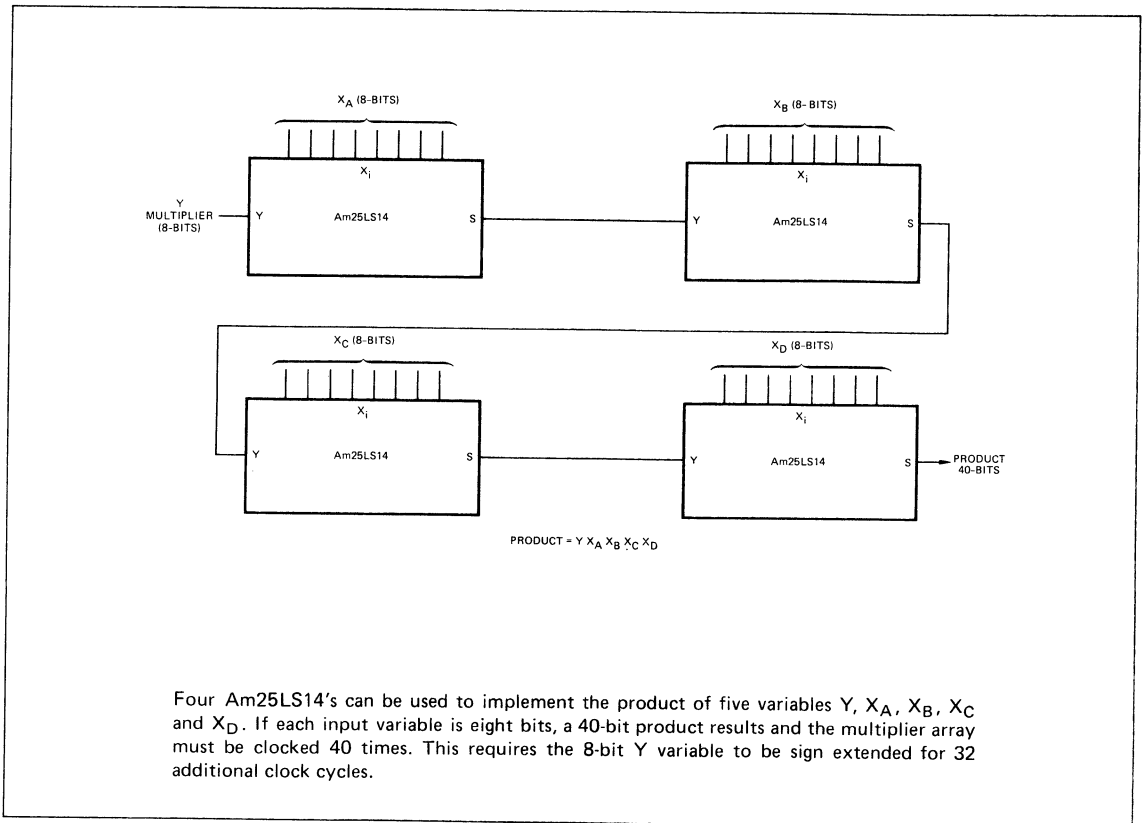 X_A (8-BITS)
X_B (8-BITS)
X_i
X_i
Y
MULTIPLIER
(8-BITS)
Y
Am25LS14
S
Y
Am25LS14
S
X_C (8-BITS)
X_D (8-BITS)
X_i
X_i
Y
Am25LS14
S
Y
Am25LS14
S
PRODUCT
40-BITS
PRODUCT = Y X_A X_B X_C X_D
Four Am25LS14's can be used to implement the product of five variables Y, X_A, X_B, X_C
and X_D. If each input variable is eight bits, a 40-bit product results and the multiplier array
must be clocked 40 times. This requires the 8-bit Y variable to be sign extended for 32
additional clock cycles.